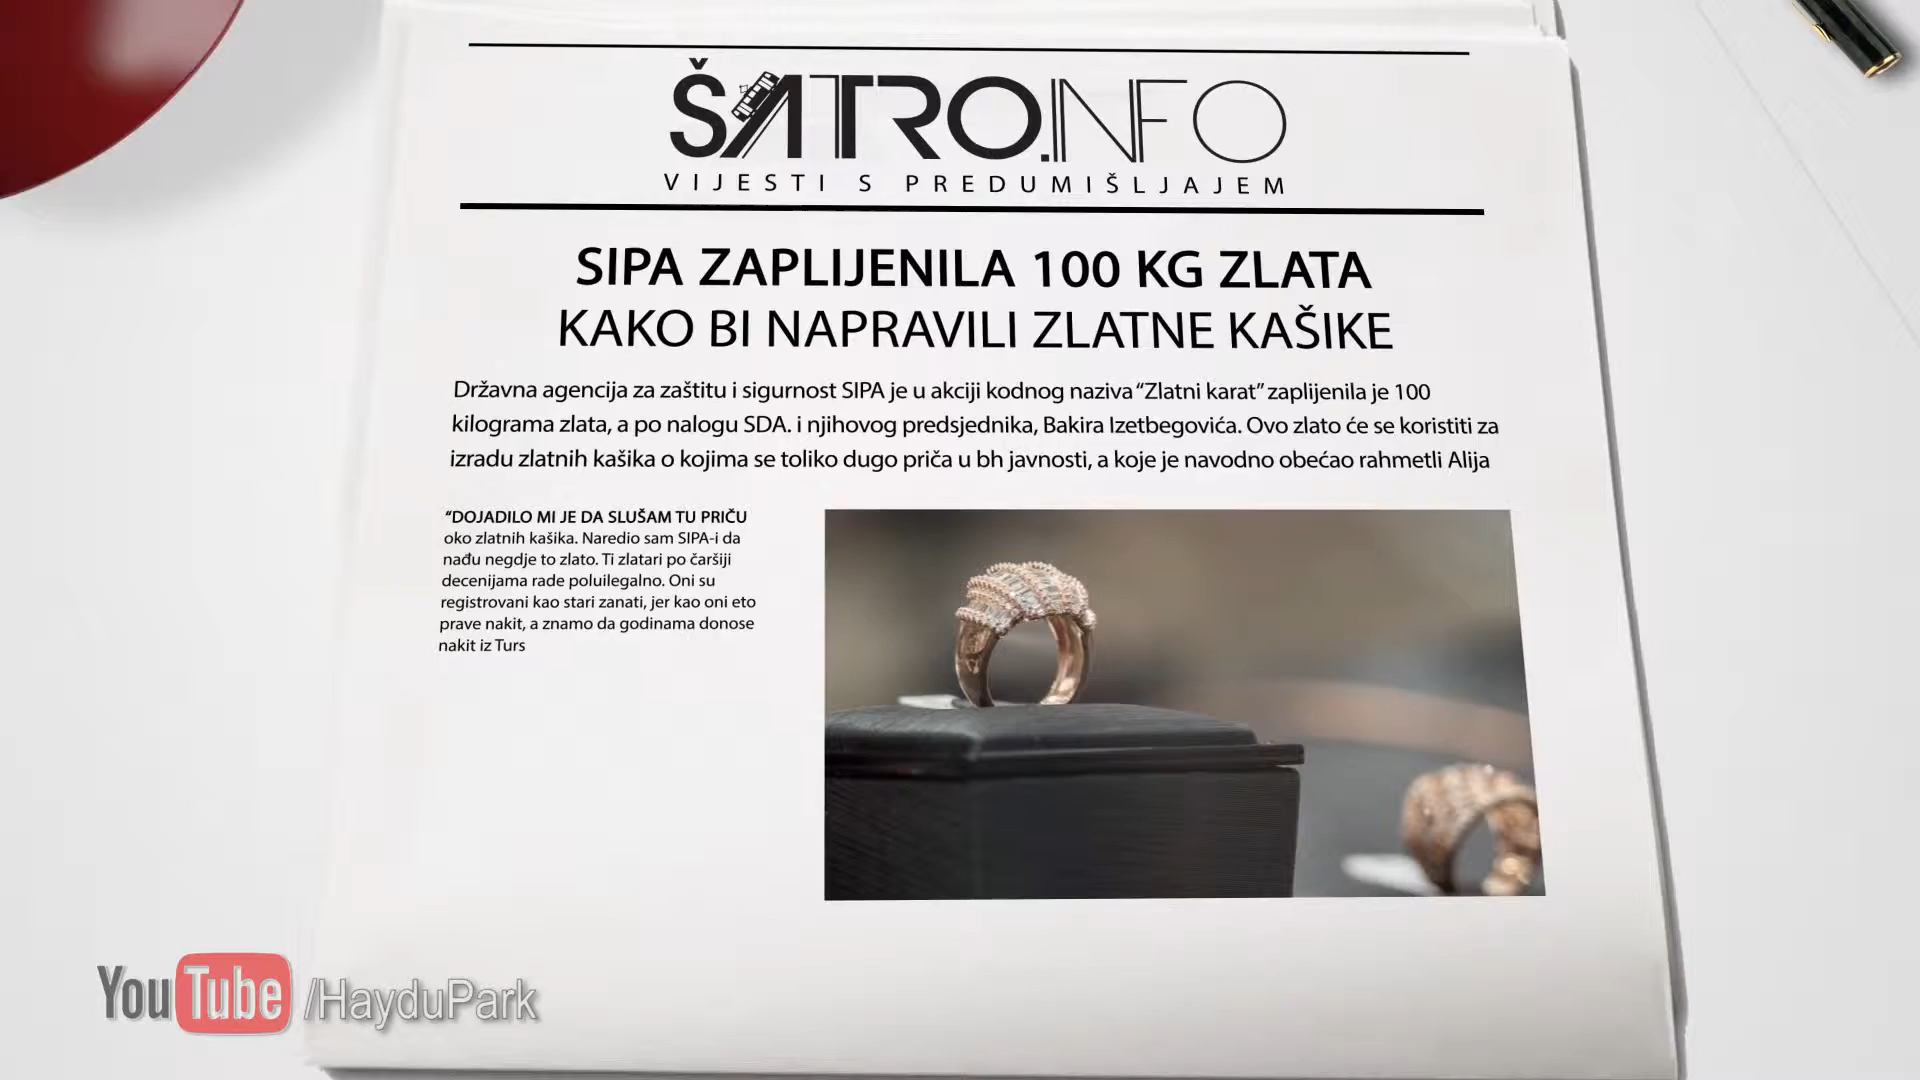 ŠATRO.INFO
VIJESTI S PREDUMIŠLJAJEM
SIPA ZAPLIJENILA 100 KG ZLATA
KAKO BI NAPRAVILI ZLATNE KAŠIKE
Državna agencija za zaštitu i sigurnost SIPA je u akciji kodnog naziva “Zlatni karat” zaplijenila je 100
kilograma zlata, a po nalogu SDA. i njihovog predsjednika, Bakira Izetbegovića. Ovo zlato će se koristiti za
izradu zlatnih kašika o kojima se toliko dugo priča u bh javnosti, a koje je navodno obećao rahmetli Alija
“DOJADILO MI JE DA SLUŠAM TU PRIČU
oko zlatnih kašika. Naredio sam SIPA-i da
nađu negdje to zlato. Ti zlatari po čaršiji
decenijama rade poluilegalno. Oni su
registrovani kao stari zanati, jer kao oni eto
prave nakit, a znamo da godinama donose
nakit iz Turs
YouTube /HayduPark